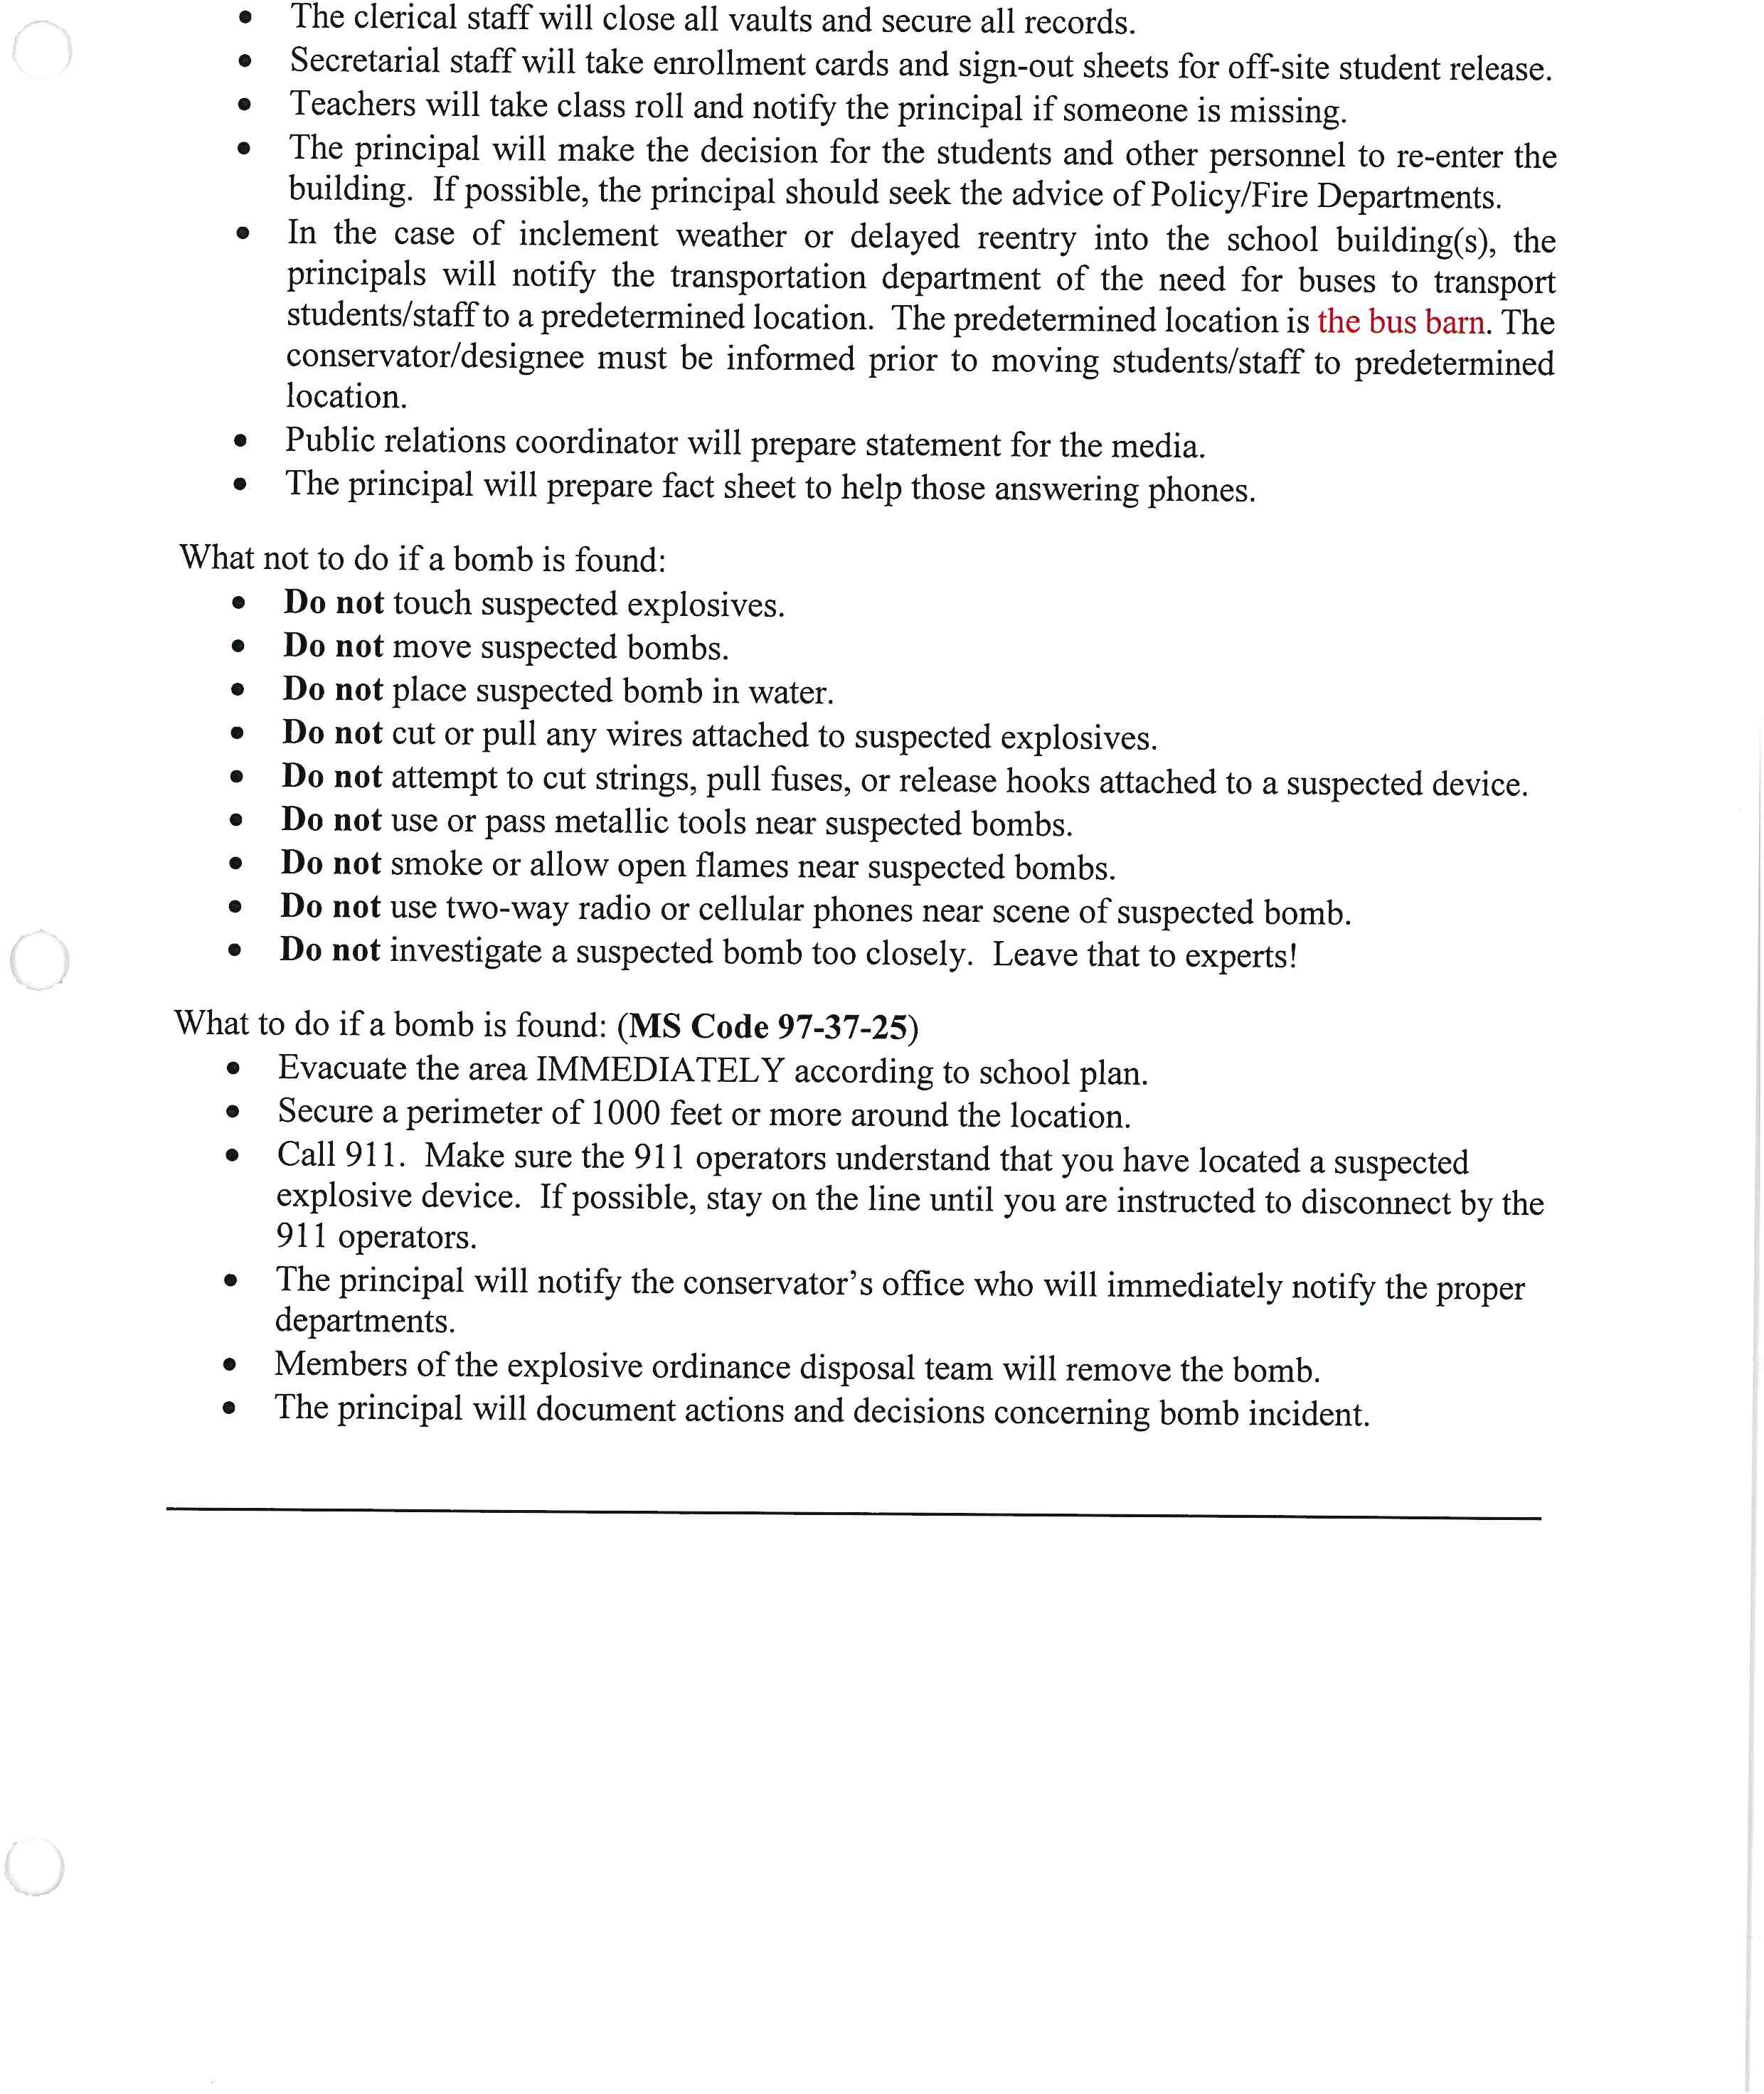 • The clerical staff will close all vaults and secure all records.
• Secretarial staff will take enrollment cards and sign-out sheets for off-site student release.
• Teachers will take class roll and notify the principal if someone is missing.
• The principal will make the decision for the students and other personnel to re-enter the
building. If possible, the principal should seek the advice of Policy/Fire Departments.
• In the case of inclement weather or delayed reentry into the school building(s), the
principals will notify the transportation department of the need for buses to transport
students/staff to a predetermined location. The predetermined location is the bus barn. The
conservator/designee must be informed prior to moving students/staff to predetermined
location.
• Public relations coordinator will prepare statement for the media.
• The principal will prepare fact sheet to help those answering phones.
What not to do if a bomb is found:
• Do not touch suspected explosives.
• Do not move suspected bombs.
• Do not place suspected bomb in water.
• Do not cut or pull any wires attached to suspected explosives.
• Do not attempt to cut strings, pull fuses, or release hooks attached to a suspected device.
• Do not use or pass metallic tools near suspected bombs.
• Do not smoke or allow open flames near suspected bombs.
• Do not use two-way radio or cellular phones near scene of suspected bomb.
• Do not investigate a suspected bomb too closely. Leave that to experts!
What to do if a bomb is found: (MS Code 97-37-25)
• Evacuate the area IMMEDIATELY according to school plan.
• Secure a perimeter of 1000 feet or more around the location.
• Call 911. Make sure the 911 operators understand that you have located a suspected
explosive device. If possible, stay on the line until you are instructed to disconnect by the
911 operators.
• The principal will notify the conservator's office who will immediately notify the proper
departments.
• Members of the explosive ordinance disposal team will remove the bomb.
• The principal will document actions and decisions concerning bomb incident.